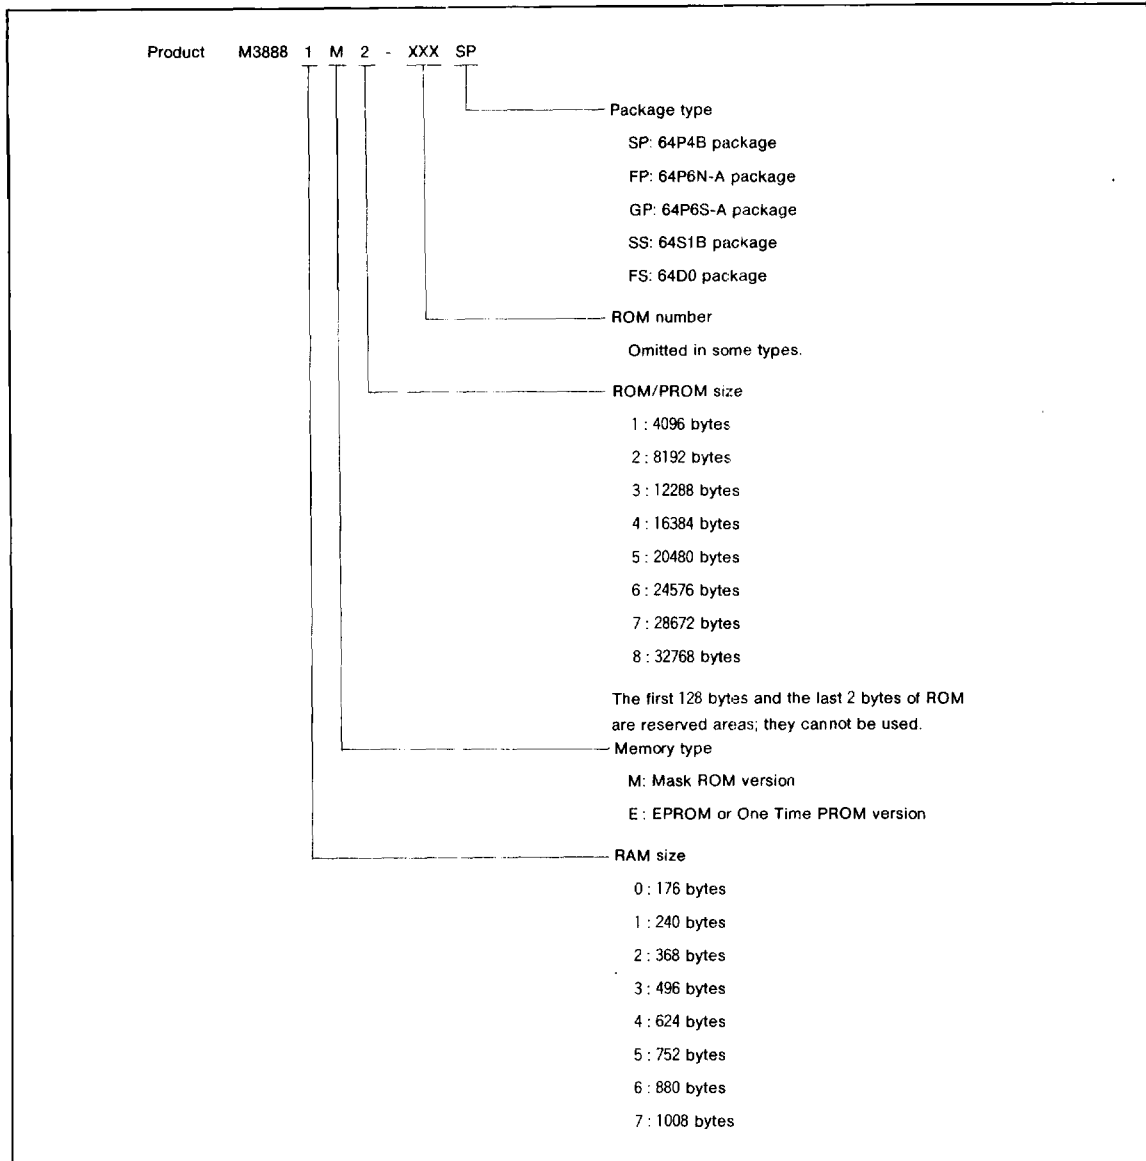 Product M3888 1 M 2 - XXX SP
Package type
SP: 64P4B package
FP: 64P6N-A package
GP: 64P6S-A package
SS: 64S1B package
FS: 64D0 package
ROM number
Omitted in some types.
ROM/PROM size
1 : 4096 bytes
2 : 8192 bytes
3 : 12288 bytes
4 : 16384 bytes
5 : 20480 bytes
6 : 24576 bytes
7 : 28672 bytes
8 : 32768 bytes
The first 128 bytes and the last 2 bytes of ROM
are reserved areas; they cannot be used.
Memory type
M: Mask ROM version
E : EPROM or One Time PROM version
RAM size
0 : 176 bytes
1 : 240 bytes
2 : 368 bytes
3 : 496 bytes
4 : 624 bytes
5 : 752 bytes
6 : 880 bytes
7 : 1008 bytes